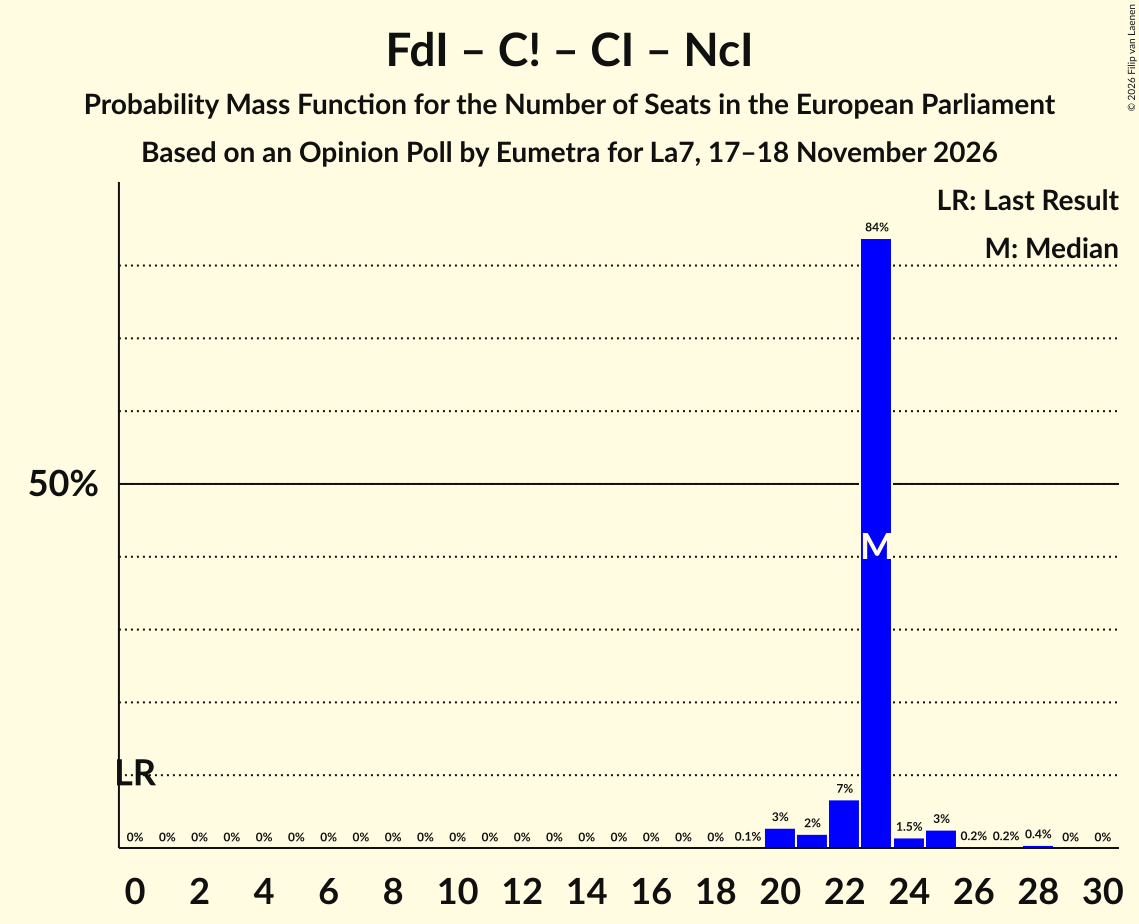 FdI – C! – CI – NcI
Probability Mass Function for the Number of Seats in the European Parliament
Based on an Opinion Poll by Eumetra for La7, 17–18 November 2026
© 2026 Filip van Laenen
LR: Last Result
M: Median
84%
50%
M
LR
0% 0% 0% 0% 0% 0% 0% 0% 0% 0% 0% 0% 0% 0% 0% 0% 0% 0% 0% 0.1% 3% 2% 7% 1.5% 3% 0.2% 0.2% 0.4% 0% 0%
0 2 4 6 8 10 12 14 16 18 20 22 24 26 28 30